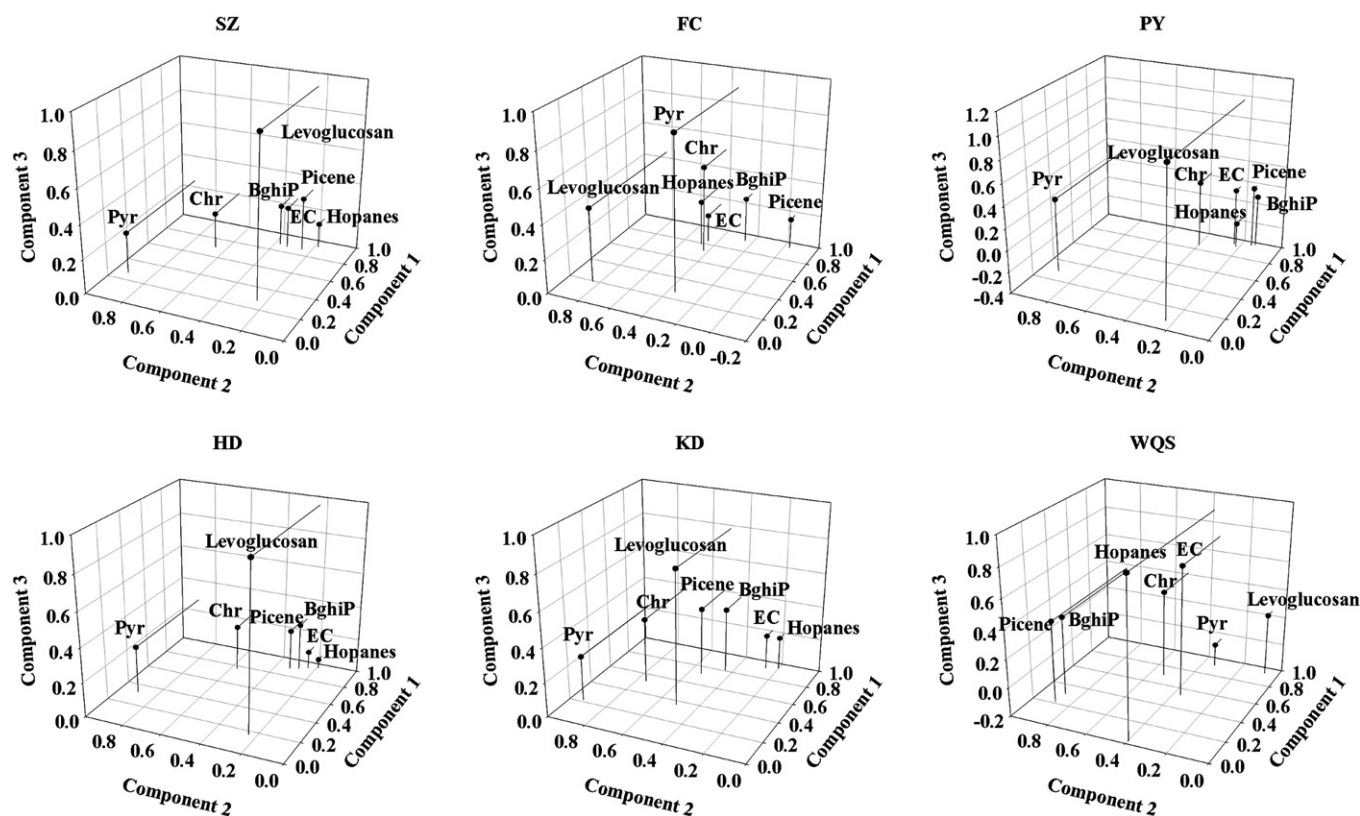 SZ
1.0
0.8
0.6
0.4
0.2
0.0
Component 3
Levoglucosan
Pyr
Chr
BghiP
Picene
EC
Hopanes
0.8
0.6
0.4
0.2
0.0
Component 2
0.0
0.2
0.4
0.6
0.8
1.0
Component 1
FC
1.0
0.8
0.6
0.4
0.2
0.0
Component 3
Pyr
Chr
Levoglucosan
Hopanes
BghiP
EC
Picene
0.8
0.6
0.4
0.2
0.0
-0.2
Component 2
0.0
0.2
0.4
0.6
0.8
1.0
Component 1
PY
1.2
1.0
0.8
0.6
0.4
0.2
0.0
-0.2
-0.4
Component 3
Levoglucosan
Pyr
Chr
EC
Picene
Hopanes
BghiP
0.8
0.6
0.4
0.2
0.0
Component 2
0.0
0.2
0.4
0.6
0.8
1.0
Component 1
HD
1.0
0.8
0.6
0.4
0.2
0.0
Component 3
Levoglucosan
Pyr
Chr
Picene
BghiP
EC
Hopanes
0.8
0.6
0.4
0.2
0.0
Component 2
0.0
0.2
0.4
0.6
0.8
1.0
Component 1
KD
1.0
0.8
0.6
0.4
0.2
0.0
Component 3
Levoglucosan
Picene
BghiP
Chr
Pyr
EC
Hopanes
0.8
0.6
0.4
0.2
0.0
Component 2
0.0
0.2
0.4
0.6
0.8
1.0
Component 1
WQS
1.0
0.8
0.6
0.4
0.2
0.0
-0.2
Component 3
Hopanes
EC
Chr
Picene
BghiP
Pyr
Levoglucosan
0.8
0.6
0.4
0.2
0.0
Component 2
0.0
0.2
0.4
0.6
0.8
1.0
Component 1